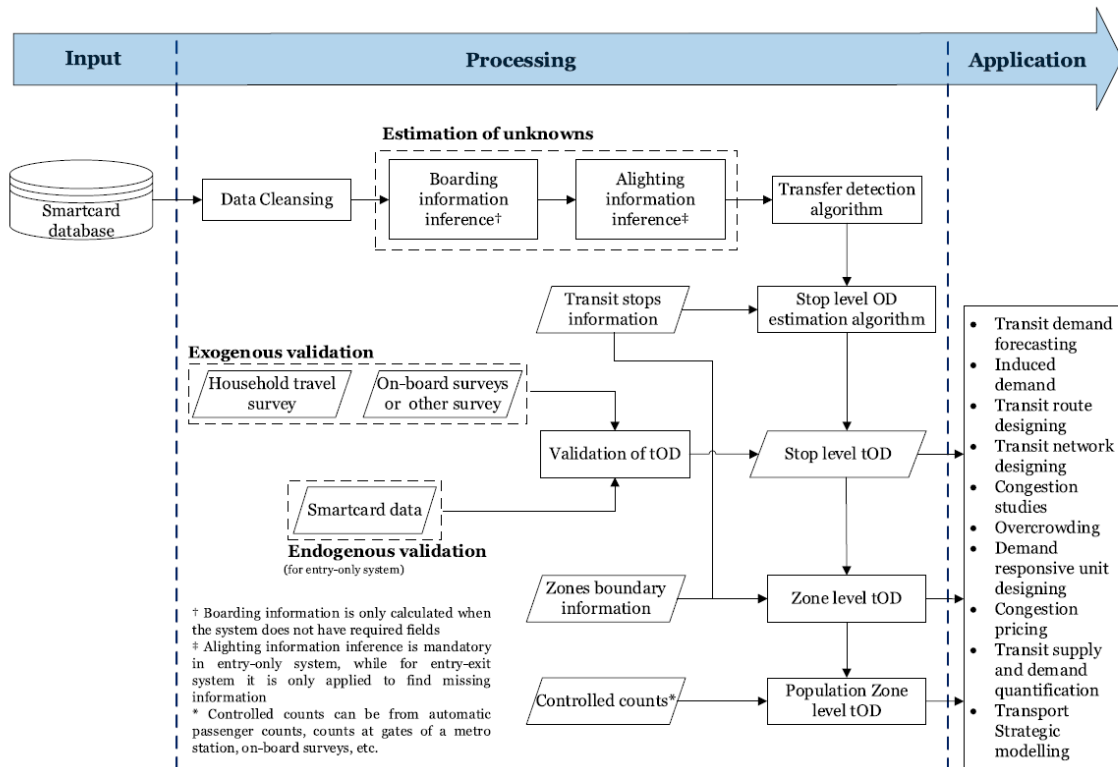 Input
Processing
Application
Estimation of unknowns
Smartcard
database
Data Cleansing
Boarding
information
inference†
Alighting
information
inference‡
Transfer detection
algorithm
Transit stops
information
Stop level OD
estimation algorithm
Exogenous validation
Household travel
survey
On-board surveys
or other survey
Validation of tOD
Stop level tOD
Smartcard data
Endogenous validation
(for entry-only system)
Zones boundary
information
Zone level tOD
Controlled counts*
Population Zone
level tOD
† Boarding information is only calculated when
the system does not have required fields
‡ Alighting information inference is mandatory
in entry-only system, while for entry-exit
system it is only applied to find missing
information
* Controlled counts can be from automatic
passenger counts, counts at gates of a metro
station, on-board surveys, etc.
• Transit demand
forecasting
• Induced
demand
• Transit route
designing
• Transit network
designing
• Congestion
studies
• Overcrowding
• Demand
responsive unit
designing
• Congestion
pricing
• Transit supply
and demand
quantification
• Transport
Strategic
modelling